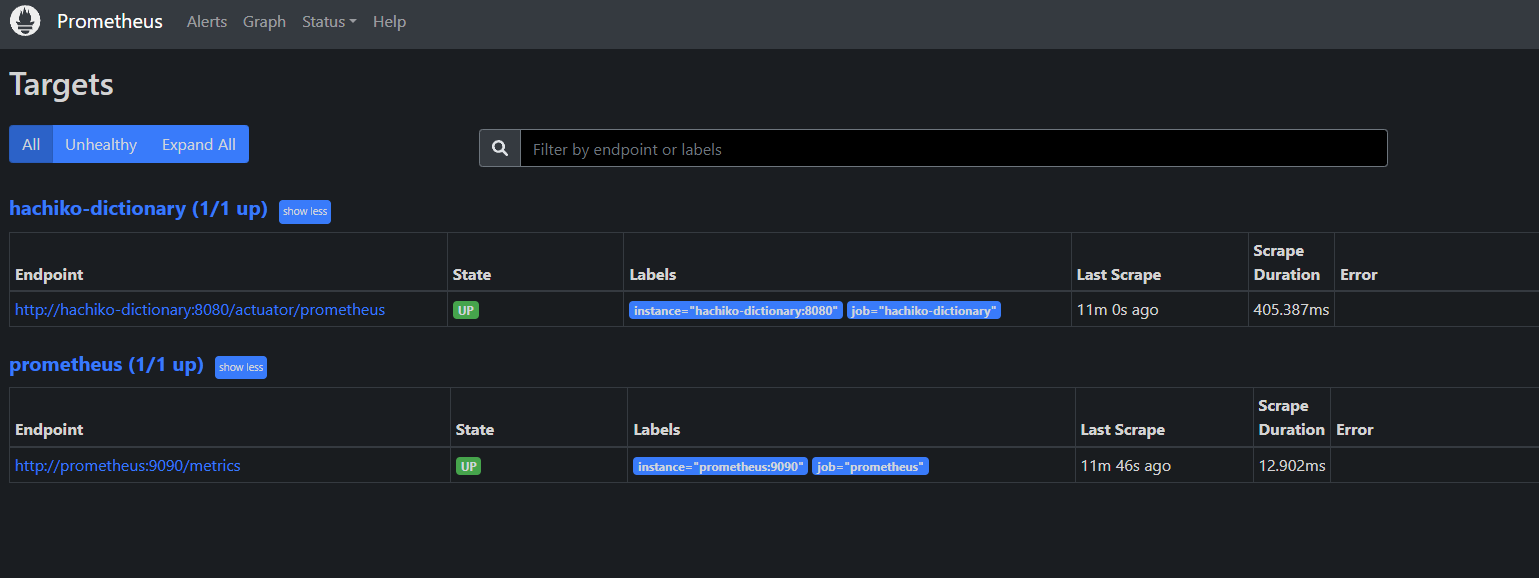 Prometheus Alerts Graph Status Help
Targets
All Unhealthy Expand All
Filter by endpoint or labels
hachiko-dictionary (1/1 up) show less
Endpoint State Labels Last Scrape Scrape Duration Error
http://hachiko-dictionary:8080/actuator/prometheus UP instance="hachiko-dictionary:8080" job="hachiko-dictionary" 11m 0s ago 405.387ms
prometheus (1/1 up) show less
Endpoint State Labels Last Scrape Scrape Duration Error
http://prometheus:9090/metrics UP instance="prometheus:9090" job="prometheus" 11m 46s ago 12.902ms